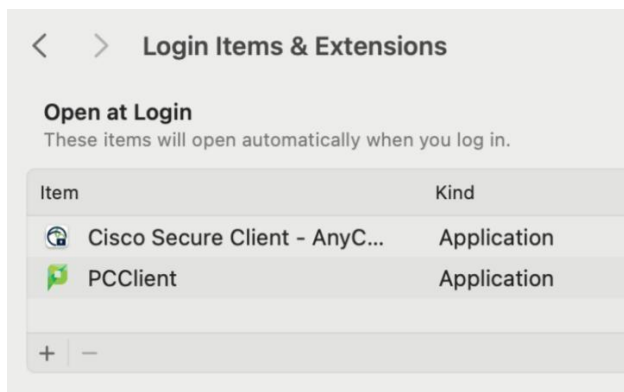 Login Items & Extensions
Open at Login
These items will open automatically when you log in.
Item Kind
Cisco Secure Client - AnyC... Application
PCClient Application